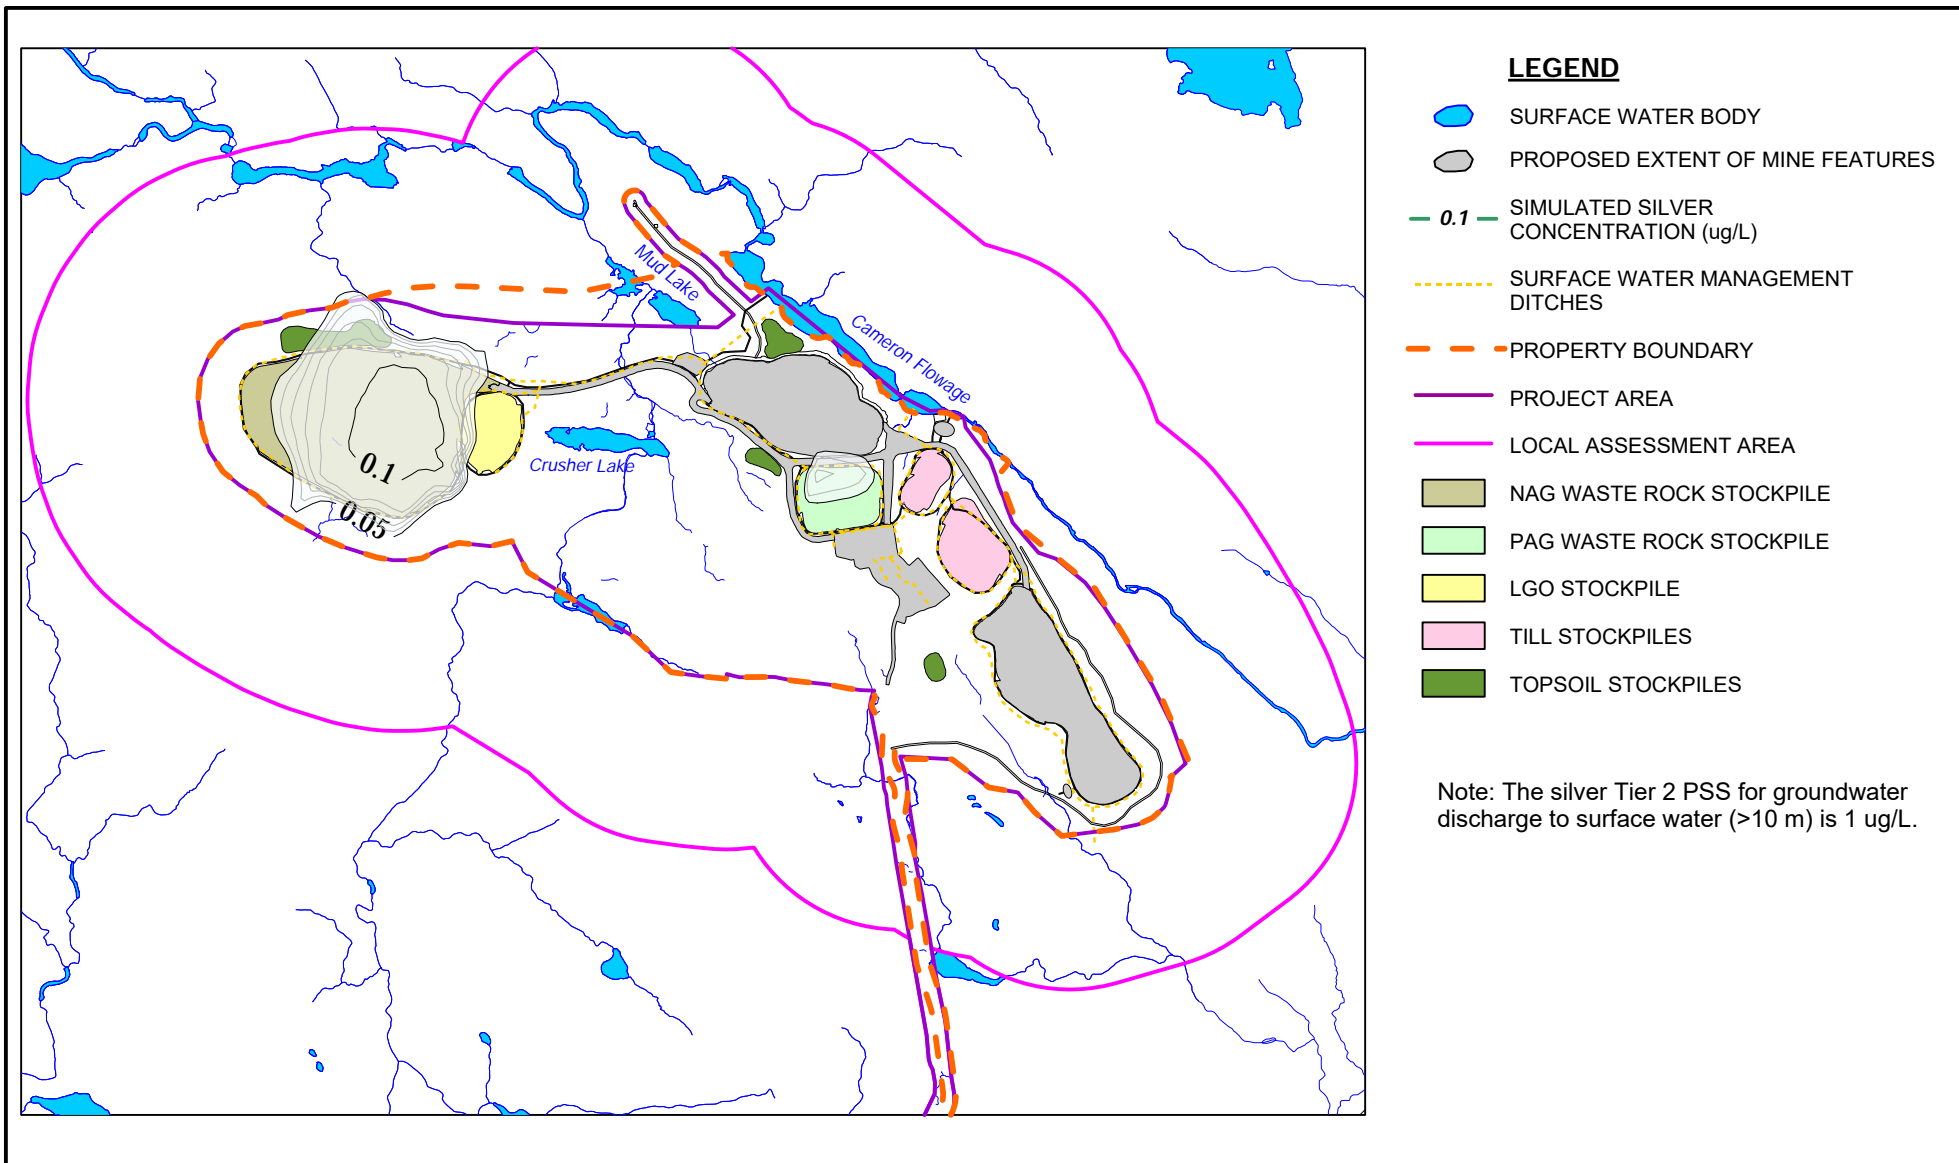 LEGEND
SURFACE WATER BODY
PROPOSED EXTENT OF MINE FEATURES
0.1
SIMULATED SILVER
CONCENTRATION (ug/L)
SURFACE WATER MANAGEMENT
DITCHES
PROPERTY BOUNDARY
PROJECT AREA
LOCAL ASSESSMENT AREA
NAG WASTE ROCK STOCKPILE
PAG WASTE ROCK STOCKPILE
LGO STOCKPILE
TILL STOCKPILES
TOPSOIL STOCKPILES
Note: The silver Tier 2 PSS for groundwater
discharge to surface water (>10 m) is 1 ug/L.
Mud Lake
Cameron Flowage
Crusher Lake
0.1
0.05